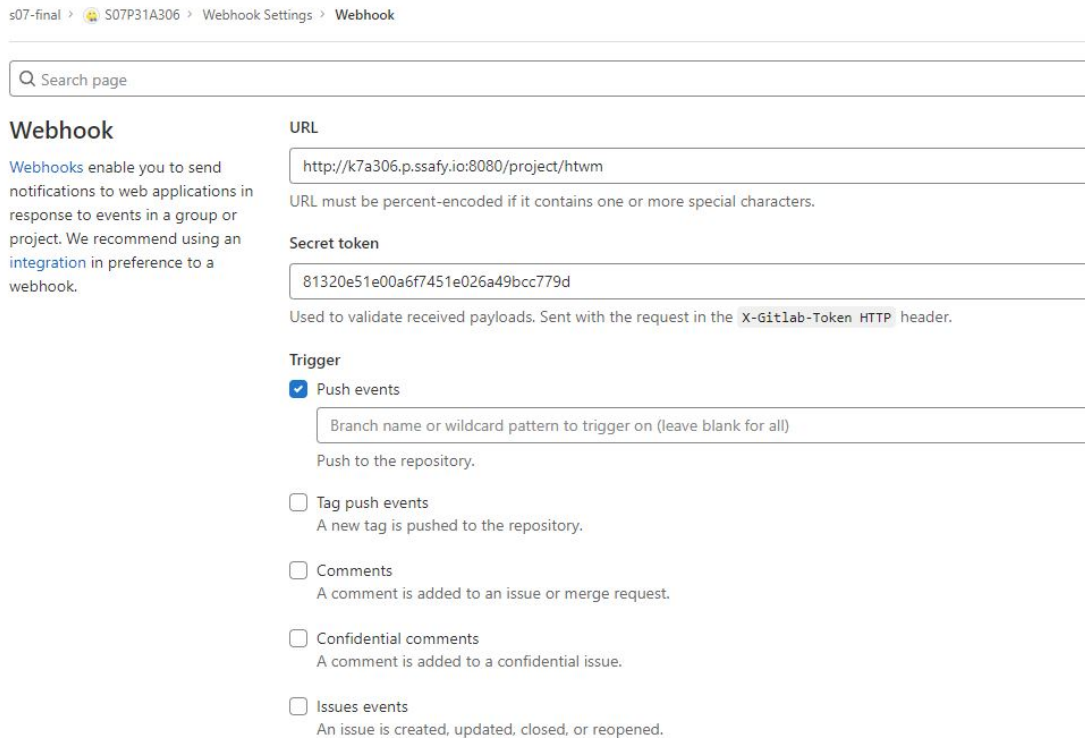 s07-final > S07P31A306 > Webhook Settings > Webhook
Search page
Webhook
Webhooks enable you to send
notifications to web applications in
response to events in a group or
project. We recommend using an
integration in preference to a
webhook.
URL
http://k7a306.p.ssafy.io:8080/project/htwm
URL must be percent-encoded if it contains one or more special characters.
Secret token
81320e51e00a6f7451e026a49bcc779d
Used to validate received payloads. Sent with the request in the X-Gitlab-Token HTTP header.
Trigger
Push events
Branch name or wildcard pattern to trigger on (leave blank for all)
Push to the repository.
Tag push events
A new tag is pushed to the repository.
Comments
A comment is added to an issue or merge request.
Confidential comments
A comment is added to a confidential issue.
Issues events
An issue is created, updated, closed, or reopened.